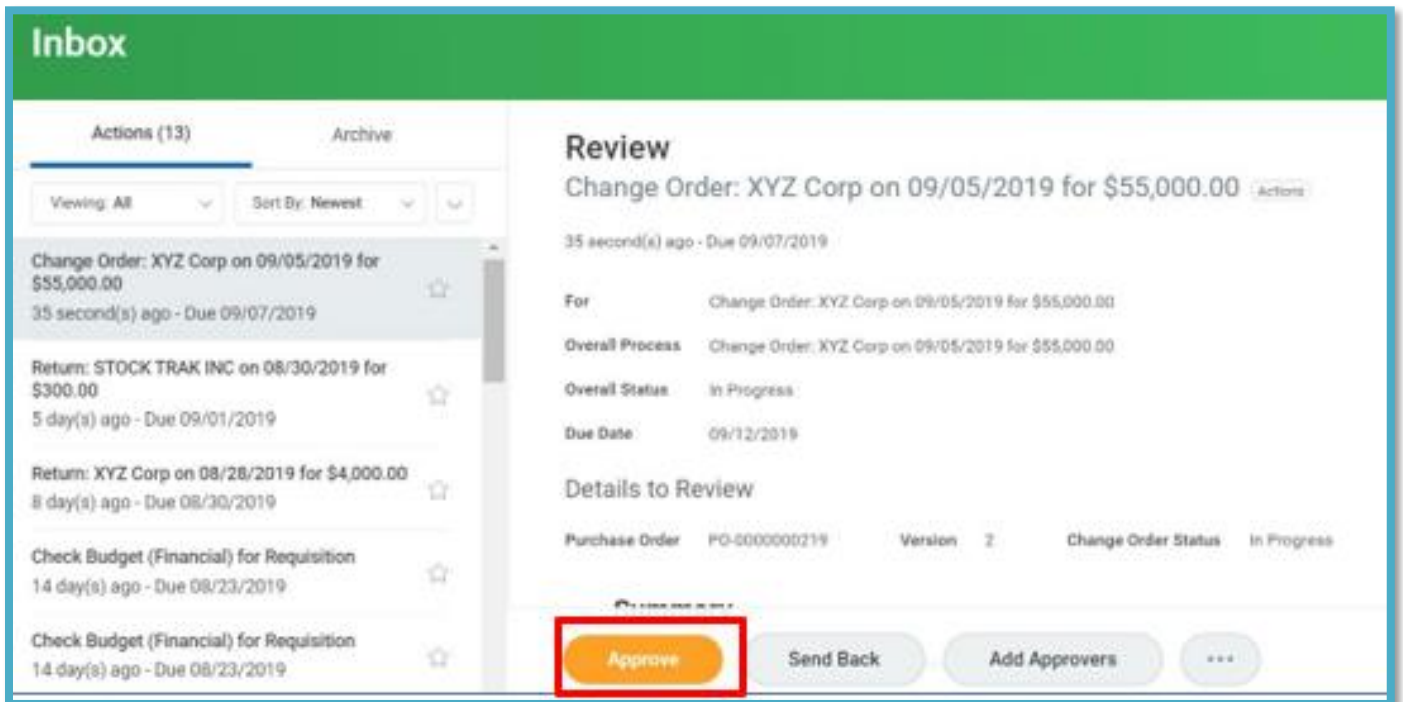 Inbox
Actions (13)
Archive
Viewing: All
Sort By: Newest
Change Order: XYZ Corp on 09/05/2019 for
$55,000.00
35 second(s) ago - Due 09/07/2019
Return: STOCK TRAK INC on 08/30/2019 for
$300.00
5 day(s) ago - Due 09/01/2019
Return: XYZ Corp on 08/28/2019 for $4,000.00
8 day(s) ago - Due 08/30/2019
Check Budget (Financial) for Requisition
14 day(s) ago - Due 08/23/2019
Check Budget (Financial) for Requisition
14 day(s) ago - Due 08/23/2019
Review
Change Order: XYZ Corp on 09/05/2019 for $55,000.00 Actions
35 second(s) ago - Due 09/07/2019
For Change Order: XYZ Corp on 09/05/2019 for $55,000.00
Overall Process Change Order: XYZ Corp on 09/05/2019 for $55,000.00
Overall Status In Progress
Due Date 09/12/2019
Details to Review
Purchase Order PO-0000000219 Version 2 Change Order Status In Progress
Summary
Approve
Send Back
Add Approvers